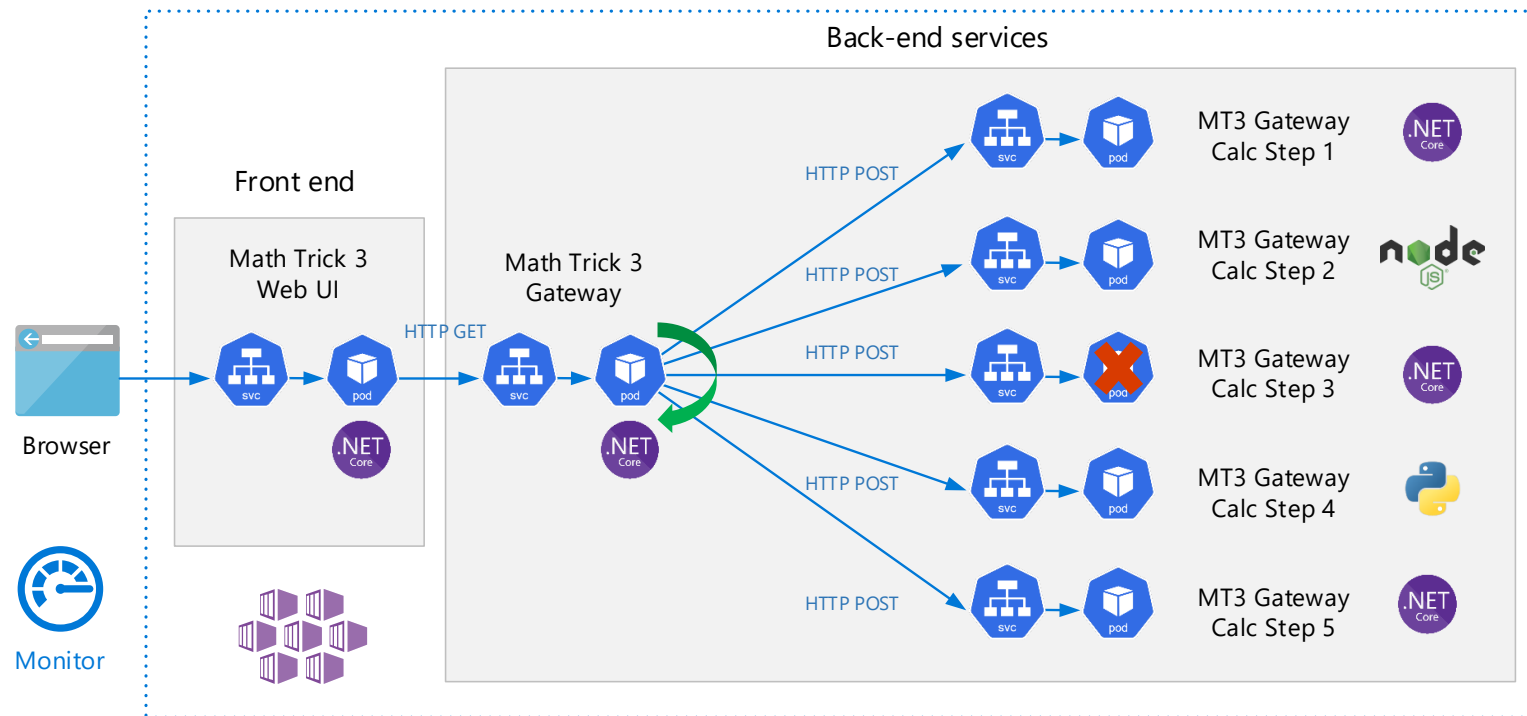 Back-end services
Front end
Math Trick 3
Web UI
svc
pod
.NET
Core
Browser
Monitor
HTTP GET
Math Trick 3
Gateway
svc
pod
.NET
Core
HTTP POST
svc
pod
MT3 Gateway
Calc Step 1
.NET
Core
HTTP POST
svc
pod
MT3 Gateway
Calc Step 2
node
JS
HTTP POST
svc
pod
MT3 Gateway
Calc Step 3
.NET
Core
HTTP POST
svc
pod
MT3 Gateway
Calc Step 4
HTTP POST
svc
pod
MT3 Gateway
Calc Step 5
.NET
Core